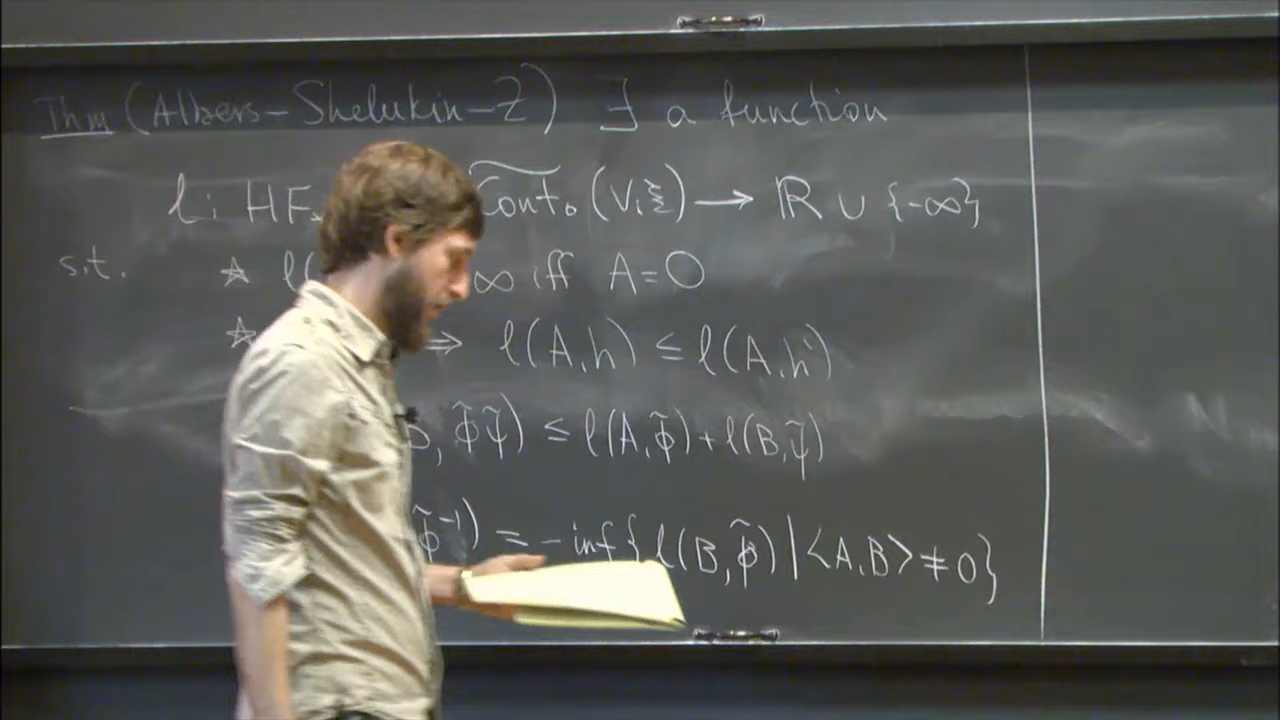 Thm (Albers–Shelukin–Z) ∃ a function
l: HF Cont₀ (V,ξ) → ℝ ∪ {-∞}
s.t. ☆ l( ∞ iff A=0
☆ ⇒ l(A,h) ≤ l(A,h')
, φ̃ψ̃) ≤ l(A,φ̃)+l(B,ψ̃)
φ̃⁻¹) = -inf{l(B,φ̃) | <A,B> ≠ 0}